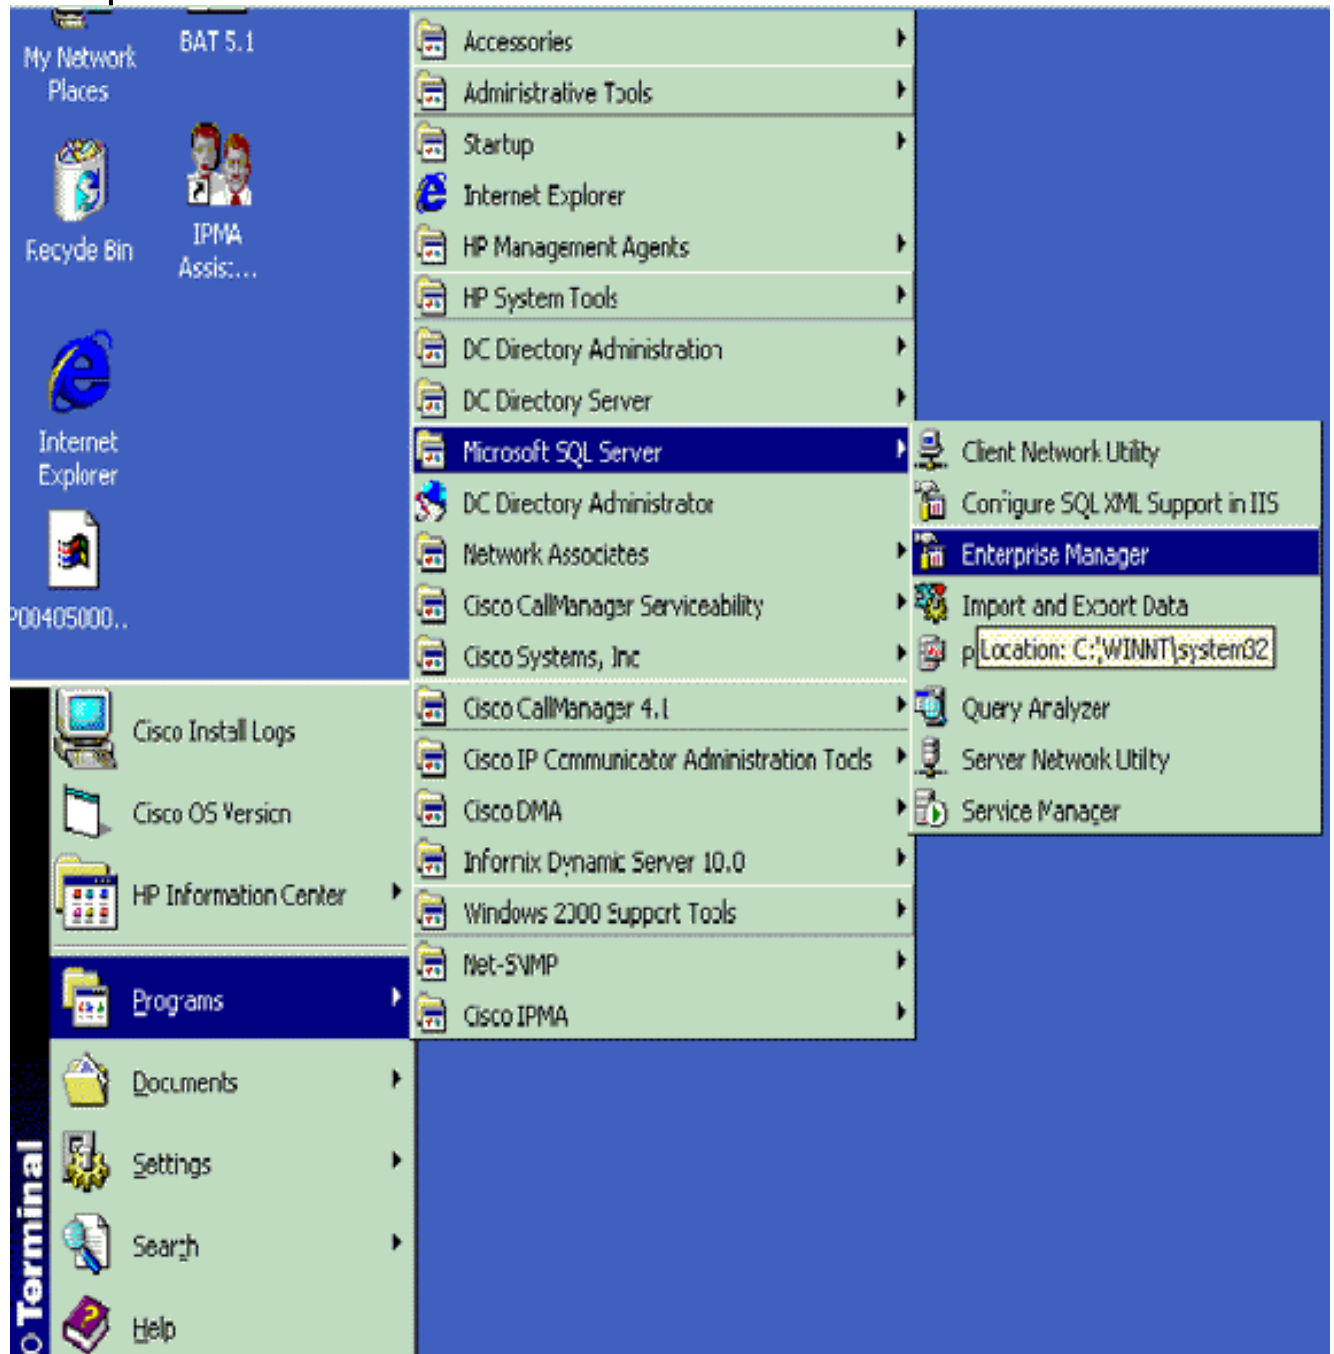 My Network
Places
BAT 5.1
Recycle Bin
IPMA
Assist...
Internet
Explorer
P00405000..
Accessories
Administrative Tools
Startup
Internet Explorer
HP Management Agents
HP System Tools
DC Directory Administration
DC Directory Server
Microsoft SQL Server
DC Directory Administrator
Network Associates
Cisco CallManager Serviceability
Cisco Systems, Inc
Cisco CallManager 4.1
Cisco IP Communicator Administration Tools
Cisco DMA
Informix Dynamic Server 10.0
Windows 2000 Support Tools
Net-SNMP
Cisco IPMA
Client Network Utility
Configure SQL XML Support in IIS
Enterprise Manager
Import and Export Data
P
Location: C:\WINNT\system32
Query Analyzer
Server Network Utility
Service Manager
Cisco Install Logs
Cisco OS Version
HP Information Center
Programs
Documents
Settings
Search
Help
o Terminal